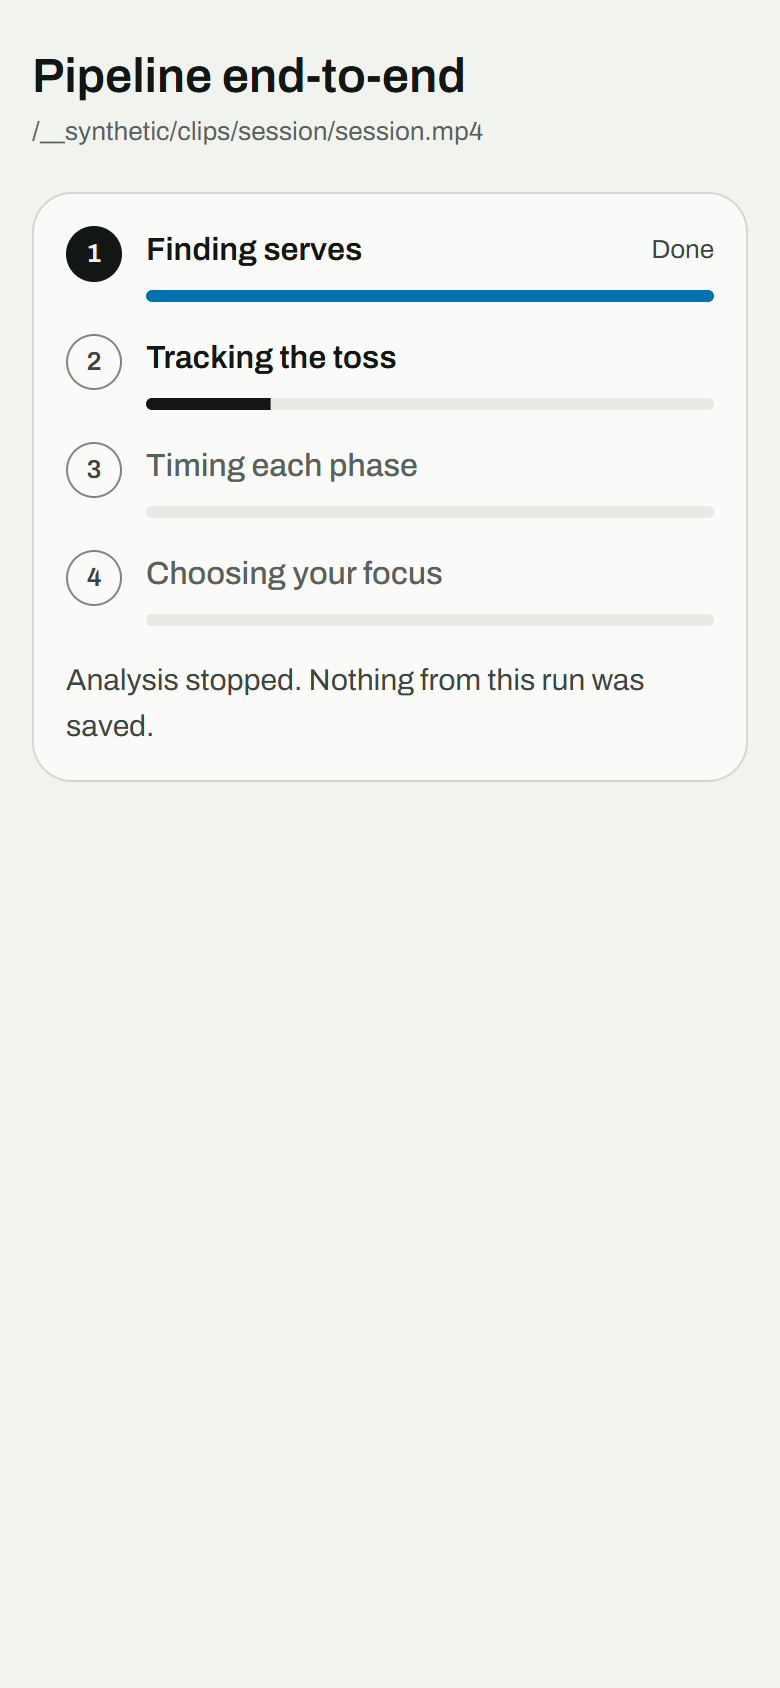 Pipeline end-to-end
/__synthetic/clips/session/session.mp4
1 Finding serves Done
2 Tracking the toss
3 Timing each phase
4 Choosing your focus
Analysis stopped. Nothing from this run was
saved.